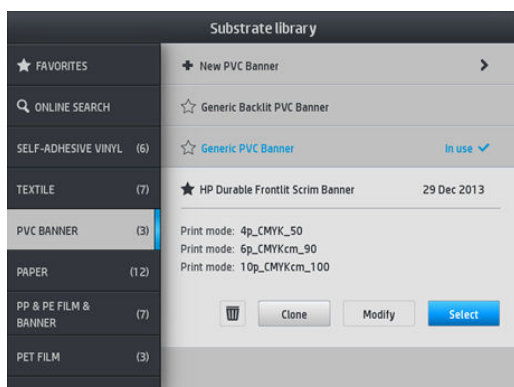 Substrate library
FAVORITES
ONLINE SEARCH
SELF-ADHESIVE VINYL (6)
TEXTILE (7)
PVC BANNER (3)
PAPER (12)
PP & PE FILM &
BANNER (7)
PET FILM (3)
New PVC Banner
Generic Backlit PVC Banner
Generic PVC Banner In use
HP Durable Frontlit Scrim Banner 29 Dec 2013
Print mode: 4p_CMYK_50
Print mode: 6p_CMYKcm_90
Print mode: 10p_CMYKcm_100
Clone Modify Select